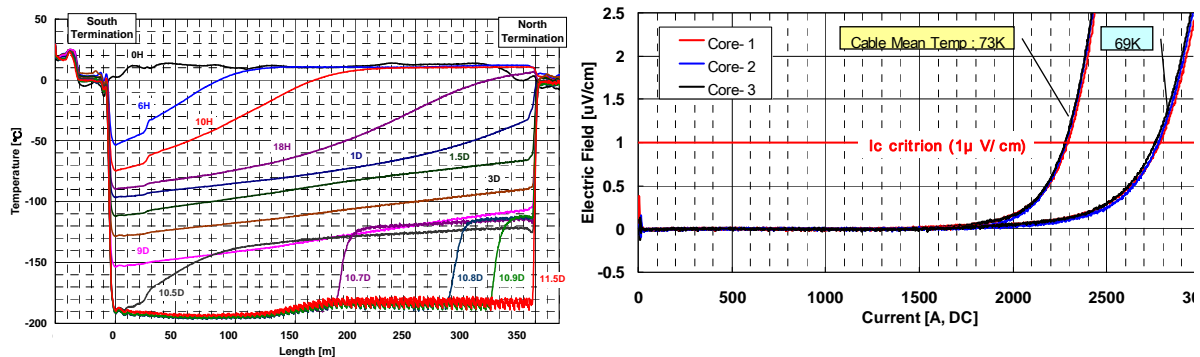 South
Termination
North
Termination
0H
6H
10H
18H
1D
1.5D
3D
9D
10.5D
10.7D
10.8D
10.9D
11.5D
50
0
-50
-100
-150
-200
Temperature [℃]
0 50 100 150 200 250 300 350
Length [m]
Core- 1
Core- 2
Core- 3
Cable Mean Temp : 73K
69K
Ic critrion (1μ V/ cm)
2.5
2
1.5
1
0.5
0
-0.5
Electric Field [uV/cm]
0 500 1000 1500 2000 2500
Current [A, DC]